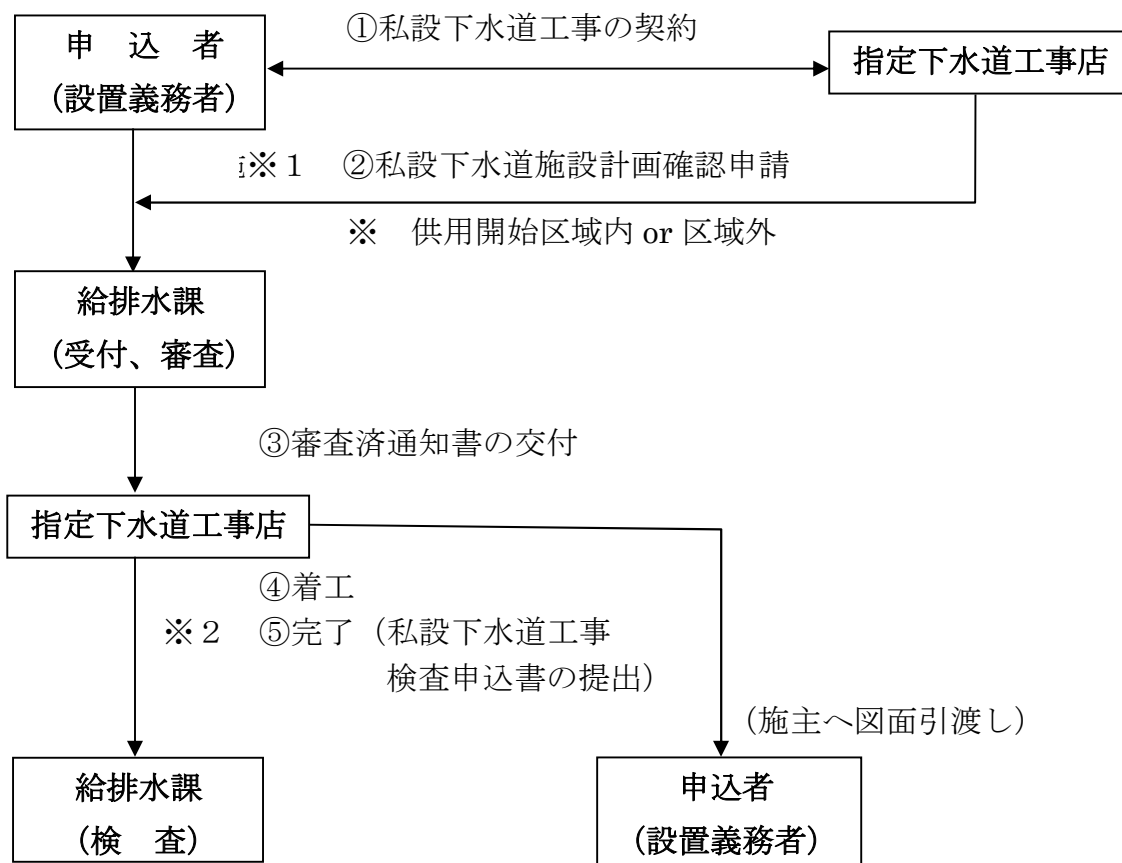 ①私設下水道工事の契約
申　込　者
(設置義務者)
指定下水道工事店
※１　②私設下水道施設計画確認申請
※　供用開始区域内 or 区域外
給排水課
(受付、審査)
③審査済通知書の交付
指定下水道工事店
④着工
※２　⑤完了（私設下水道工事
検査申込書の提出）
（施主へ図面引渡し）
給排水課
(検　査)
申込者
(設置義務者)